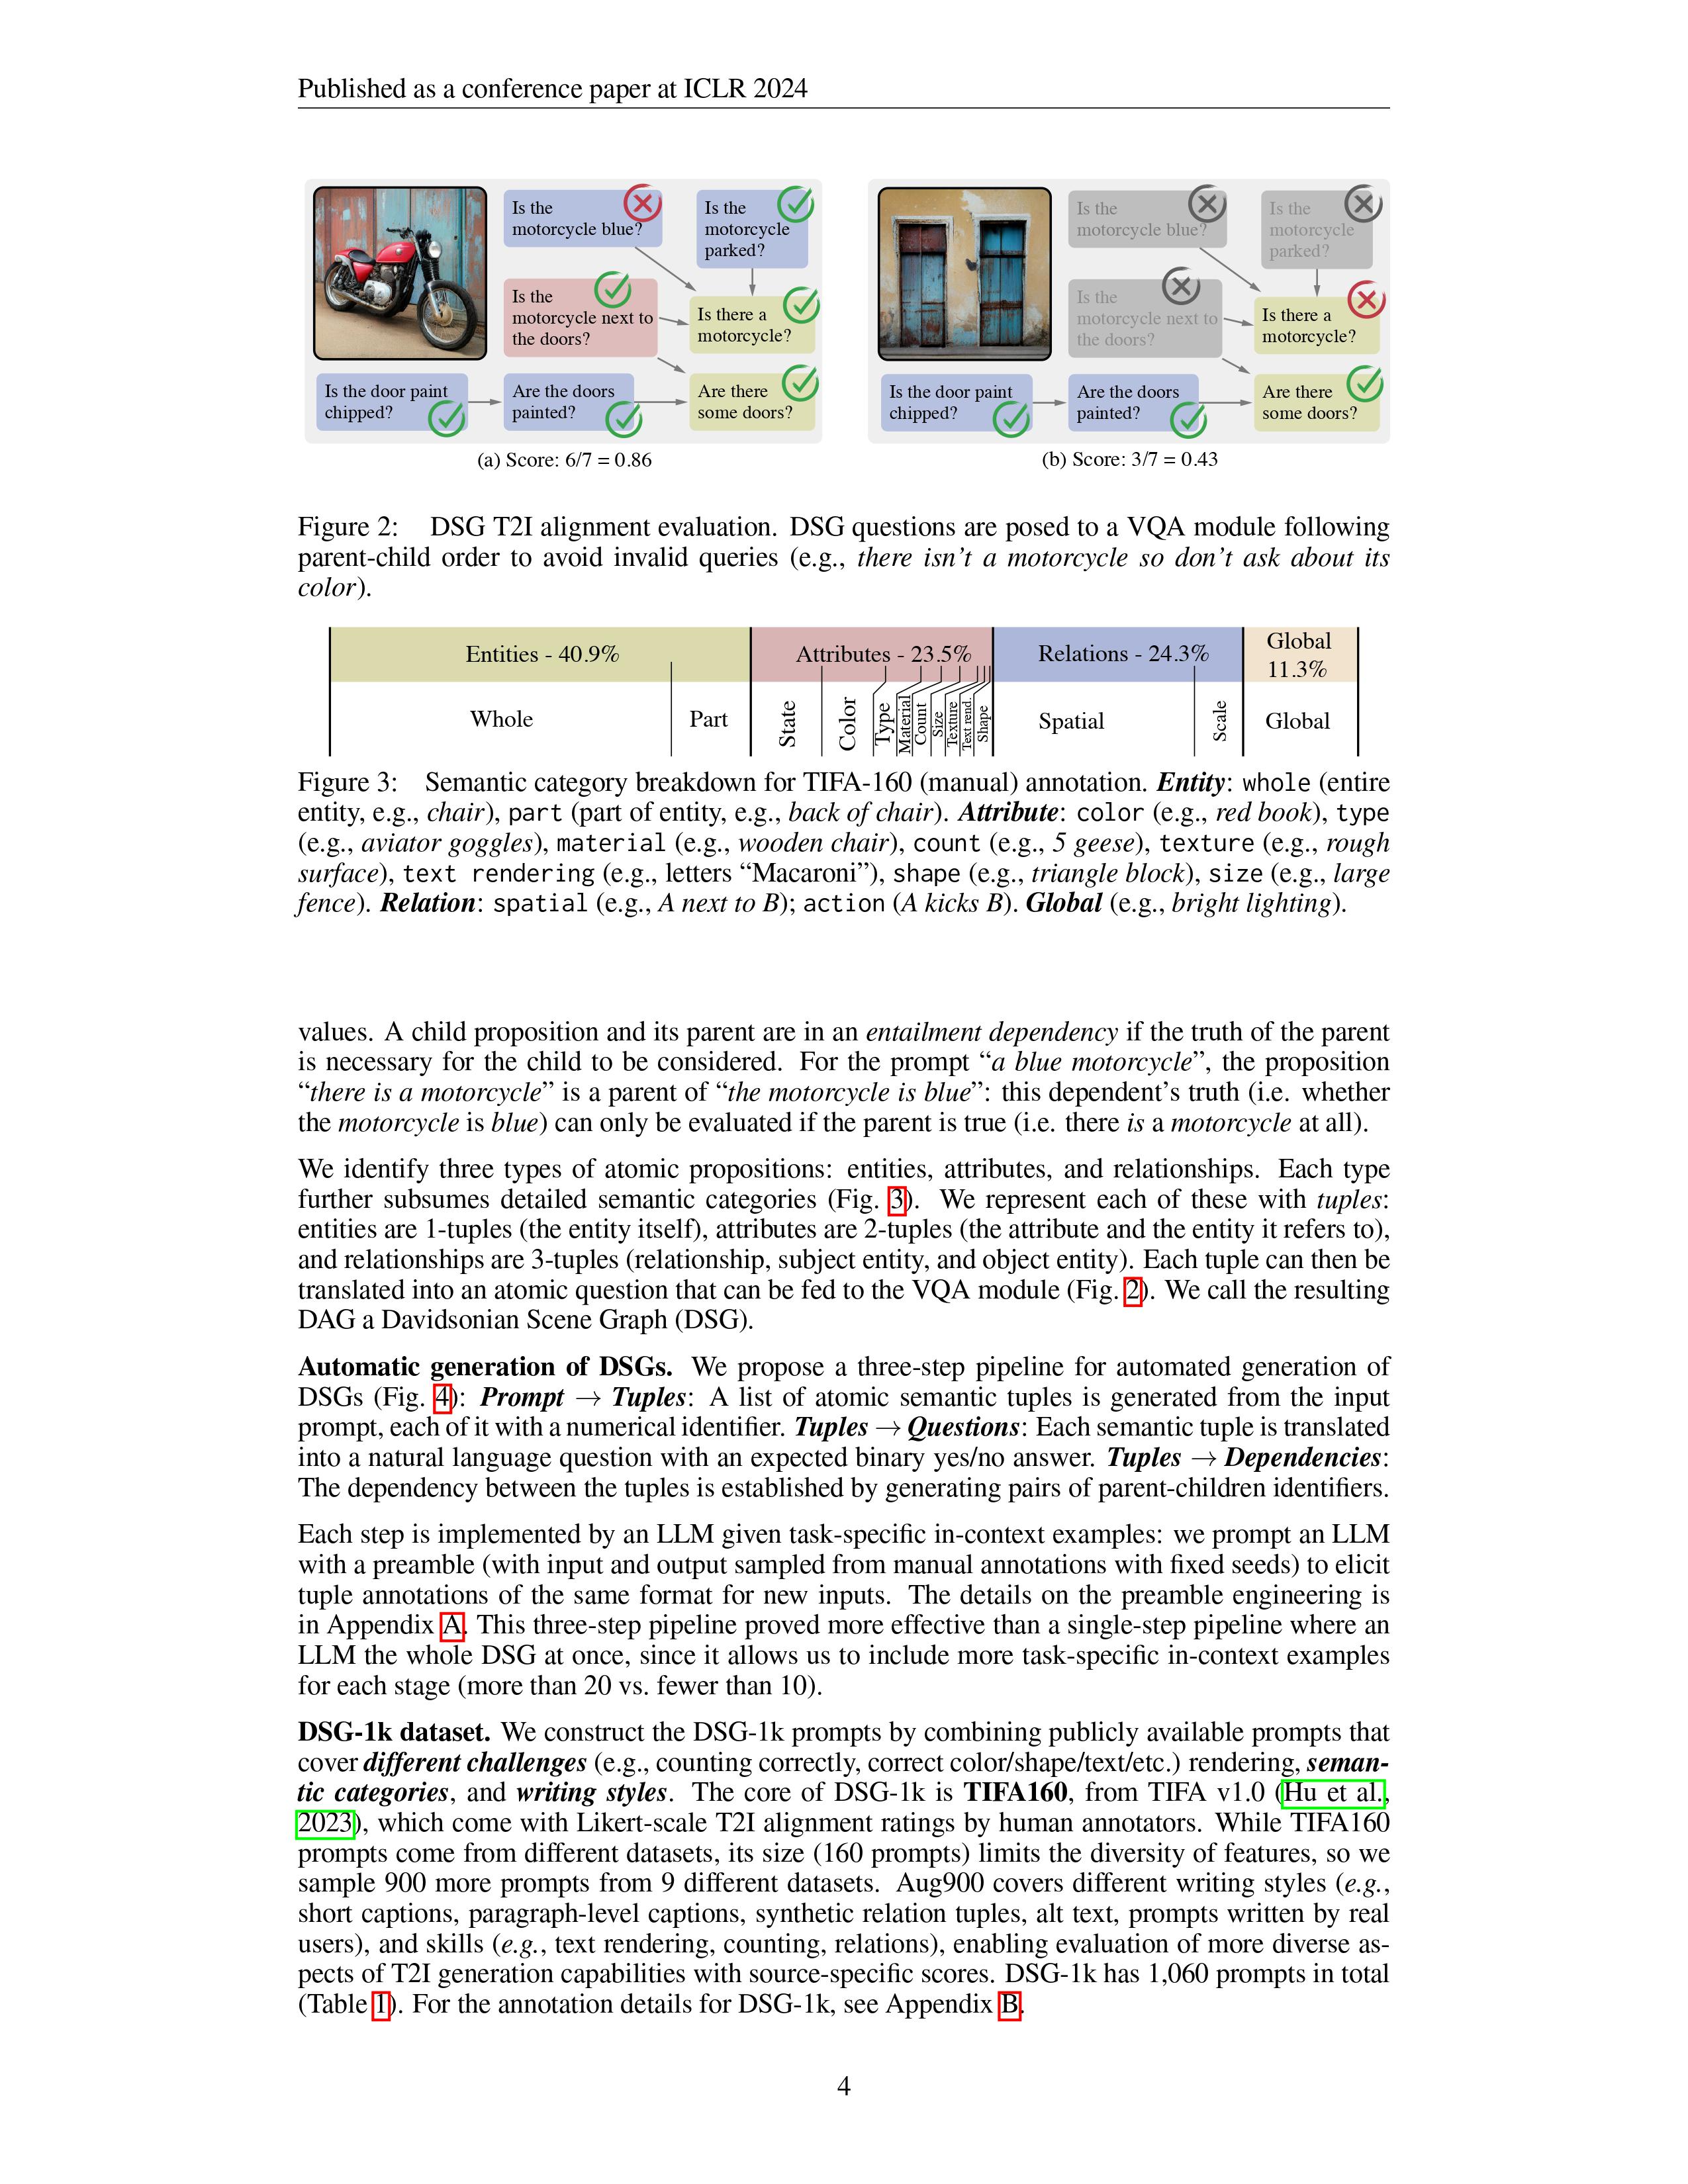 Published as a conference paper at ICLR 2024
Is the
motorcycle blue?
Is the
motorcycle
parked?
Is the
motorcycle next to
the doors?
Is there a
motorcycle?
Is the door paint
chipped?
Are the doors
painted?
Are there
some doors?
(a) Score: 6/7 = 0.86
Is the
motorcycle blue?
Is the
motorcycle
parked?
Is the
motorcycle next to
the doors?
Is there a
motorcycle?
Is the door paint
chipped?
Are the doors
painted?
Are there
some doors?
(b) Score: 3/7 = 0.43
Figure 2: DSG T2I alignment evaluation. DSG questions are posed to a VQA module following
parent-child order to avoid invalid queries (e.g., there isn't a motorcycle so don't ask about its
color).
Entities - 40.9%
Attributes - 23.5%
Relations - 24.3%
Global
11.3%
Whole
Part
State
Color
Type
Material
Count
Size
Texture
Text rend.
Shape
Spatial
Scale
Global
Figure 3: Semantic category breakdown for TIFA-160 (manual) annotation. Entity: whole (entire
entity, e.g., chair), part (part of entity, e.g., back of chair). Attribute: color (e.g., red book), type
(e.g., aviator goggles), material (e.g., wooden chair), count (e.g., 5 geese), texture (e.g., rough
surface), text rendering (e.g., letters “Macaroni”), shape (e.g., triangle block), size (e.g., large
fence). Relation: spatial (e.g., A next to B); action (A kicks B). Global (e.g., bright lighting).
values. A child proposition and its parent are in an entailment dependency if the truth of the parent
is necessary for the child to be considered. For the prompt “a blue motorcycle”, the proposition
“there is a motorcycle” is a parent of “the motorcycle is blue”: this dependent's truth (i.e. whether
the motorcycle is blue) can only be evaluated if the parent is true (i.e. there is a motorcycle at all).
We identify three types of atomic propositions: entities, attributes, and relationships. Each type
further subsumes detailed semantic categories (Fig. 3). We represent each of these with tuples:
entities are 1-tuples (the entity itself), attributes are 2-tuples (the attribute and the entity it refers to),
and relationships are 3-tuples (relationship, subject entity, and object entity). Each tuple can then be
translated into an atomic question that can be fed to the VQA module (Fig. 2). We call the resulting
DAG a Davidsonian Scene Graph (DSG).
Automatic generation of DSGs. We propose a three-step pipeline for automated generation of
DSGs (Fig. 4): Prompt → Tuples: A list of atomic semantic tuples is generated from the input
prompt, each of it with a numerical identifier. Tuples → Questions: Each semantic tuple is translated
into a natural language question with an expected binary yes/no answer. Tuples → Dependencies:
The dependency between the tuples is established by generating pairs of parent-children identifiers.
Each step is implemented by an LLM given task-specific in-context examples: we prompt an LLM
with a preamble (with input and output sampled from manual annotations with fixed seeds) to elicit
tuple annotations of the same format for new inputs. The details on the preamble engineering is
in Appendix A. This three-step pipeline proved more effective than a single-step pipeline where an
LLM the whole DSG at once, since it allows us to include more task-specific in-context examples
for each stage (more than 20 vs. fewer than 10).
DSG-1k dataset. We construct the DSG-1k prompts by combining publicly available prompts that
cover different challenges (e.g., counting correctly, correct color/shape/text/etc.) rendering, seman-
tic categories, and writing styles. The core of DSG-1k is TIFA160, from TIFA v1.0 (Hu et al.,
2023), which come with Likert-scale T2I alignment ratings by human annotators. While TIFA160
prompts come from different datasets, its size (160 prompts) limits the diversity of features, so we
sample 900 more prompts from 9 different datasets. Aug900 covers different writing styles (e.g.,
short captions, paragraph-level captions, synthetic relation tuples, alt text, prompts written by real
users), and skills (e.g., text rendering, counting, relations), enabling evaluation of more diverse as-
pects of T2I generation capabilities with source-specific scores. DSG-1k has 1,060 prompts in total
(Table 1). For the annotation details for DSG-1k, see Appendix B.
4